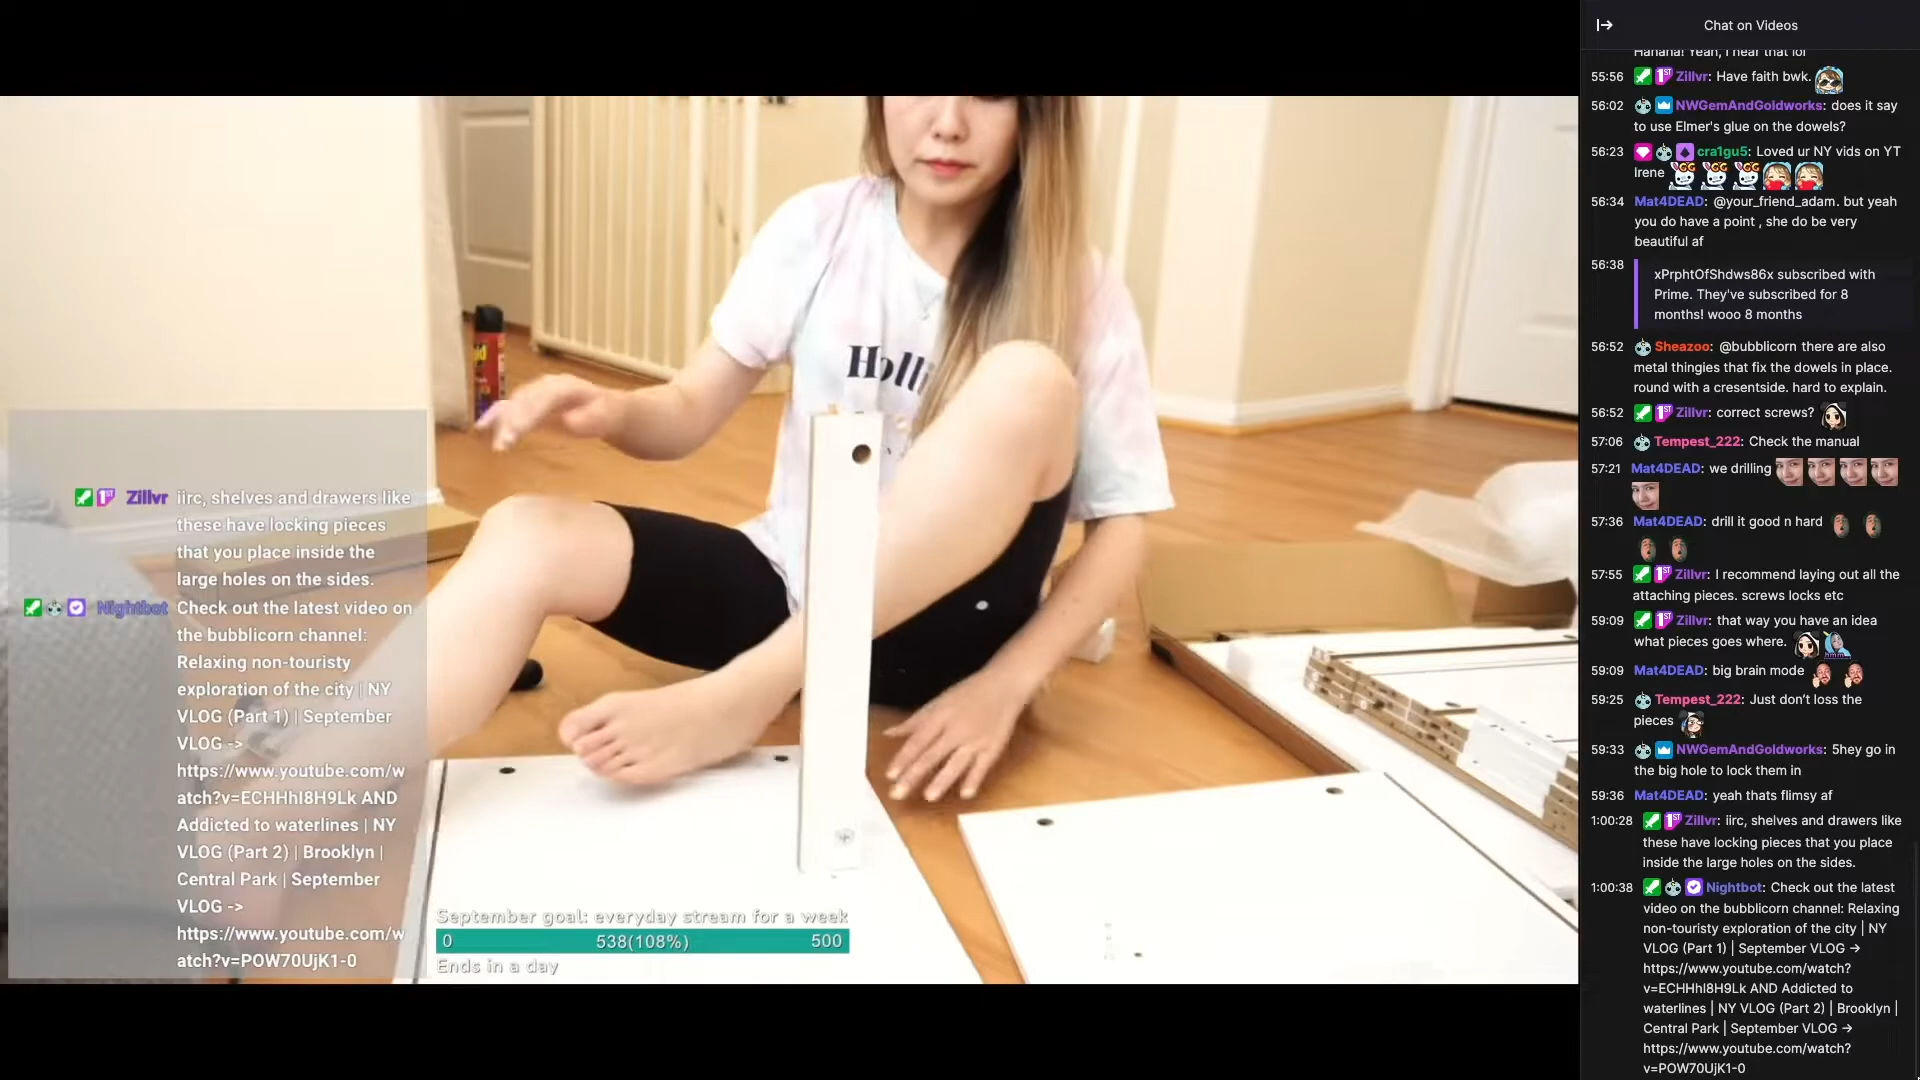 Holli
Zillvr iirc, shelves and drawers like
these have locking pieces
that you place inside the
large holes on the sides.
Nightbot Check out the latest video on
the bubblicorn channel:
Relaxing non-touristy
exploration of the city | NY
VLOG (Part 1) | September
VLOG ->
https://www.youtube.com/w
atch?v=ECHHhI8H9Lk AND
Addicted to waterlines | NY
VLOG (Part 2) | Brooklyn |
Central Park | September
VLOG ->
https://www.youtube.com/w
atch?v=POW70UjK1-0
September goal: everyday stream for a week
0 538(108%) 500
Ends in a day
Chat on Videos
Hahaha! Yeah, I hear that lol
55:56 Zillvr: Have faith bwk.
56:02 NWGemAndGoldworks: does it say
to use Elmer's glue on the dowels?
56:23 cra1gu5: Loved ur NY vids on YT
Irene
56:34 Mat4DEAD: @your_friend_adam. but yeah
you do have a point , she do be very
beautiful af
56:38 xPrphtOfShdws86x subscribed with
Prime. They've subscribed for 8
months! wooo 8 months
56:52 Sheazoo: @bubblicorn there are also
metal thingies that fix the dowels in place.
round with a cresentside. hard to explain.
56:52 Zillvr: correct screws?
57:06 Tempest_222: Check the manual
57:21 Mat4DEAD: we drilling
57:36 Mat4DEAD: drill it good n hard
57:55 Zillvr: I recommend laying out all the
attaching pieces. screws locks etc
59:09 Zillvr: that way you have an idea
what pieces goes where.
59:09 Mat4DEAD: big brain mode
59:25 Tempest_222: Just don't loss the
pieces
59:33 NWGemAndGoldworks: 5hey go in
the big hole to lock them in
59:36 Mat4DEAD: yeah thats flimsy af
1:00:28 Zillvr: iirc, shelves and drawers like
these have locking pieces that you place
inside the large holes on the sides.
1:00:38 Nightbot: Check out the latest
video on the bubblicorn channel: Relaxing
non-touristy exploration of the city | NY
VLOG (Part 1) | September VLOG →
https://www.youtube.com/watch?
v=ECHHhI8H9Lk AND Addicted to
waterlines | NY VLOG (Part 2) | Brooklyn |
Central Park | September VLOG →
https://www.youtube.com/watch?
v=POW70UjK1-0